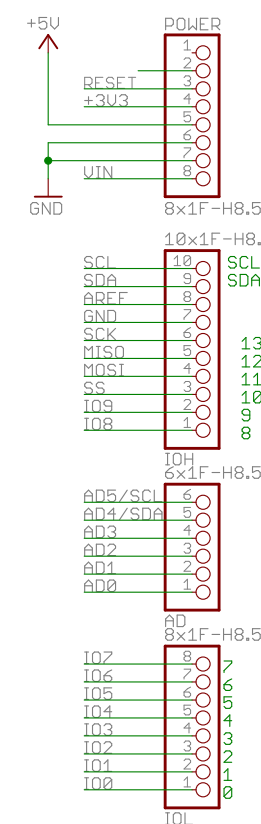 +5V
POWER
1
2
RESET 3
+3V3 4
5
6
7
VIN 8
GND
8x1F-H8.5
10x1F-H8.
SCL 10 SCL
SDA 9 SDA
AREF 8
GND 7
SCK 6 13
MISO 5 12
MOSI 4 11
SS 3 10
IO9 2 9
IO8 1 8
IOH
6x1F-H8.5
AD5/SCL 6
AD4/SDA 5
AD3 4
AD2 3
AD1 2
AD0 1
AD
8x1F-H8.5
IO7 8 7
IO6 7 6
IO5 6 5
IO4 5 4
IO3 4 3
IO2 3 2
IO1 2 1
IO0 1 0
IOL